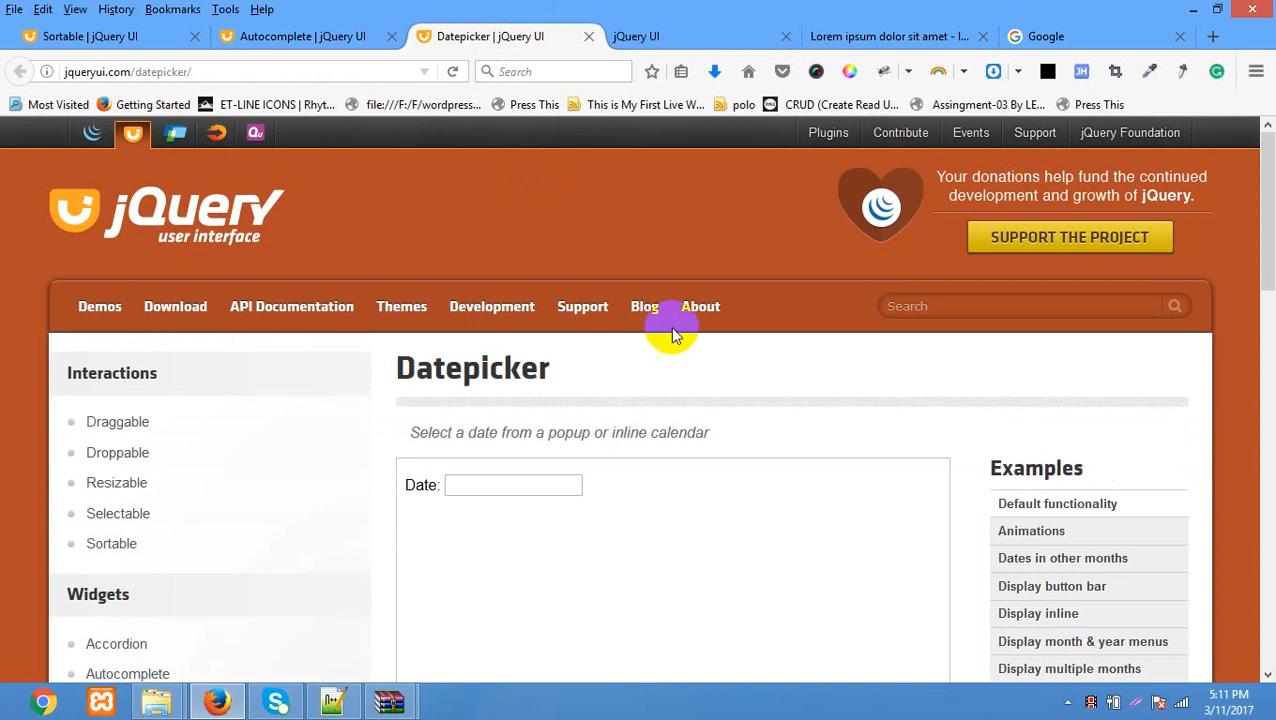 File Edit View History Bookmarks Tools Help
Sortable | jQuery UI Autocomplete | jQuery UI Datepicker | jQuery UI jQuery UI Lorem ipsum dolor sit amet - l... Google
jqueryui.com/datepicker/ Search
Most Visited Getting Started ET-LINE ICONS | Rhyt... file:///F:/F/wordpress... Press This This is My First Live W... polo CRUD (Create Read U... Assingment-03 By LE... Press This
Plugins Contribute Events Support jQuery Foundation
jQuery
user interface
Your donations help fund the continued
development and growth of jQuery.
SUPPORT THE PROJECT
Demos Download API Documentation Themes Development Support Blog About Search
Interactions
Draggable
Droppable
Resizable
Selectable
Sortable
Widgets
Accordion
Autocomplete
Datepicker
Select a date from a popup or inline calendar
Date:
Examples
Default functionality
Animations
Dates in other months
Display button bar
Display inline
Display month & year menus
Display multiple months
5:11 PM
3/11/2017